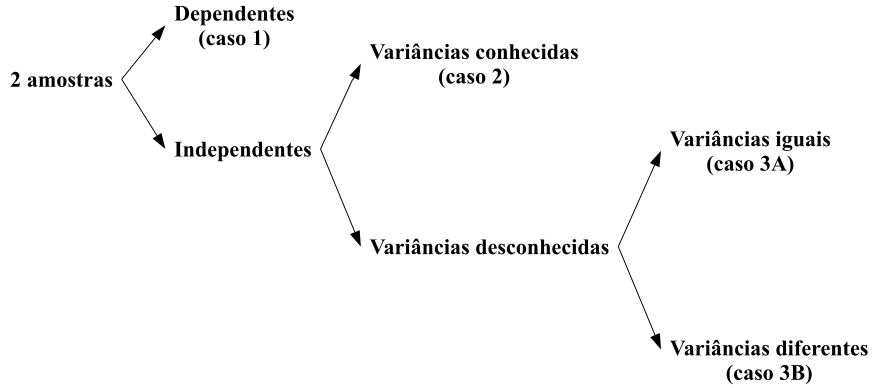 2 amostras
Dependentes
(caso 1)
Independentes
Variâncias conhecidas
(caso 2)
Variâncias desconhecidas
Variâncias iguais
(caso 3A)
Variâncias diferentes
(caso 3B)